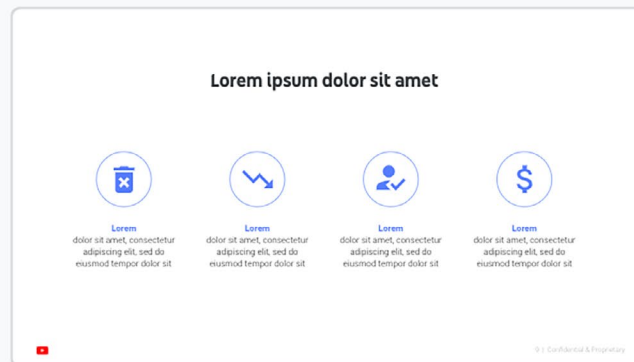 Lorem ipsum dolor sit amet
Lorem
dolor sit amet, consectetur
adipiscing elit, sed do
eiusmod tempor dolor sit
Lorem
dolor sit amet, consectetur
adipiscing elit, sed do
eiusmod tempor dolor sit
Lorem
dolor sit amet, consectetur
adipiscing elit, sed do
eiusmod tempor dolor sit
Lorem
dolor sit amet, consectetur
adipiscing elit, sed do
eiusmod tempor dolor sit
9 | Confidential & Proprietary